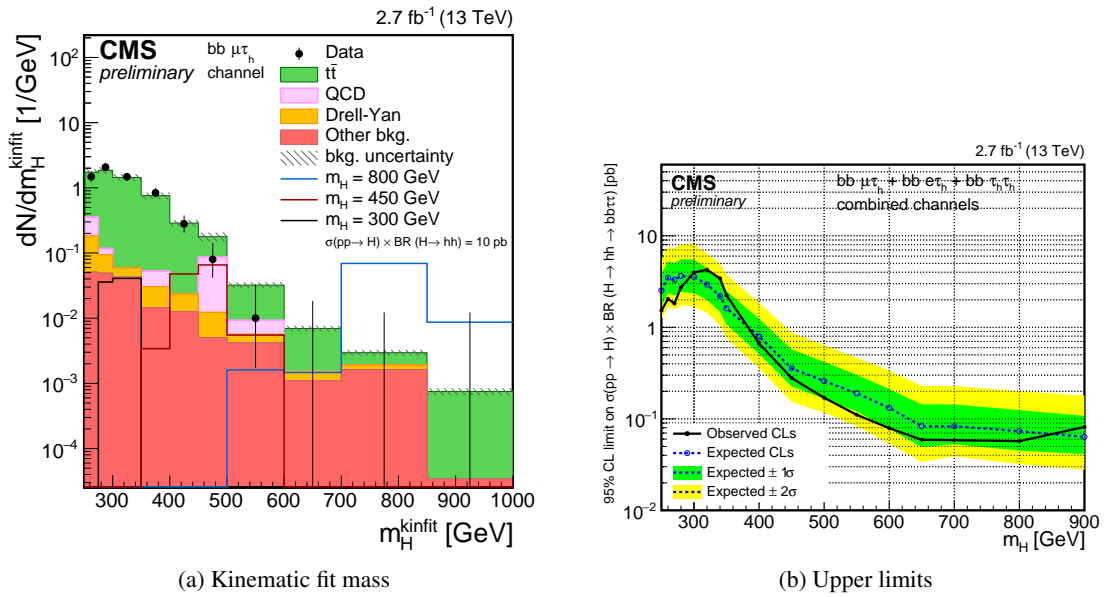 2.7 fb⁻¹ (13 TeV)
CMS
preliminary
bb μτₕ
channel
Data
tt̄
QCD
Drell-Yan
Other bkg.
bkg. uncertainty
m_H = 800 GeV
m_H = 450 GeV
m_H = 300 GeV
σ(pp→ H) × BR (H→ hh) = 10 pb
dN/dm_H^kinfit [1/GeV]
10²
10
1
10⁻¹
10⁻²
10⁻³
10⁻⁴
300 400 500 600 700 800 900 1000
m_H^kinfit [GeV]
(a) Kinematic fit mass
2.7 fb⁻¹ (13 TeV)
CMS
preliminary
bb μτₕ + bb eτₕ + bb τₕτₕ
combined channels
95% CL limit on σ(pp → H) × BR (H → hh → bbττ) [pb]
10
1
10⁻¹
10⁻²
Observed CLs
Expected CLs
Expected ± 1σ
Expected ± 2σ
300 400 500 600 700 800 900
m_H [GeV]
(b) Upper limits